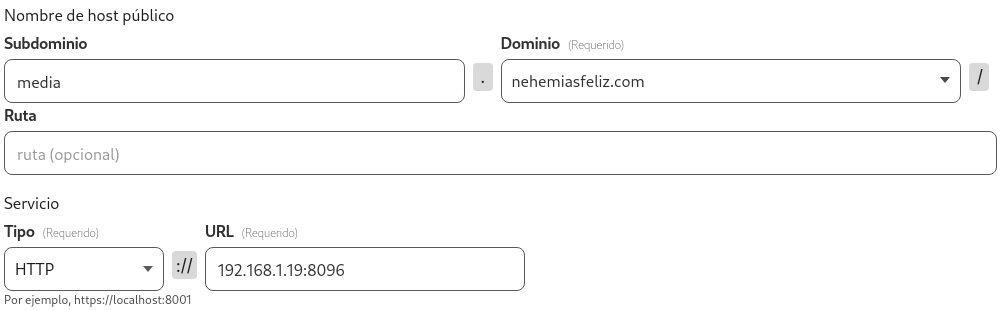 Nombre de host público
Subdominio Dominio (Requerido)
media . nehemiasfeliz.com /
Ruta
ruta (opcional)
Servicio
Tipo (Requerido) URL (Requerido)
HTTP :// 192.168.1.19:8096
Por ejemplo, https://localhost:8001